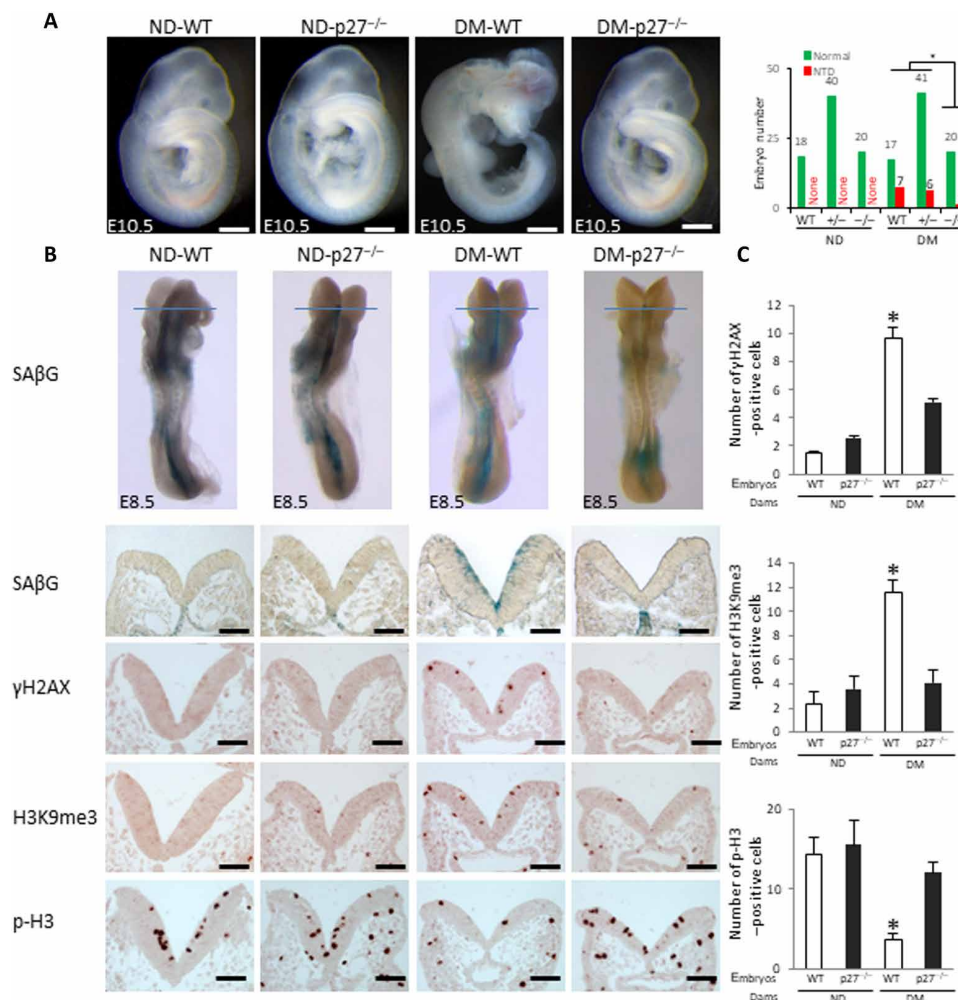 A
ND-WT
ND-p27−/−
DM-WT
DM-p27−/−
E10.5
E10.5
E10.5
E10.5
Normal
NTD
*
Embryo number
50
25
0
18
None
40
None
20
None
17
7
41
6
20
WT +/− −/− WT +/− −/−
ND DM
B
ND-WT
ND-p27−/−
DM-WT
DM-p27−/−
SAβG
E8.5
E8.5
E8.5
E8.5
SAβG
γH2AX
H3K9me3
p-H3
C
Number of γH2AX
-positive cells
12
10
8
6
4
2
0
*
Embryos WT p27−/− WT p27−/−
Dams ND DM
Number of H3K9me3
-positive cells
14
12
10
8
6
4
2
0
*
Embryos WT p27−/− WT p27−/−
Dams ND DM
Number of p-H3
–positive cells
20
10
0
*
Embryos WT p27−/− WT p27−/−
Dams ND DM